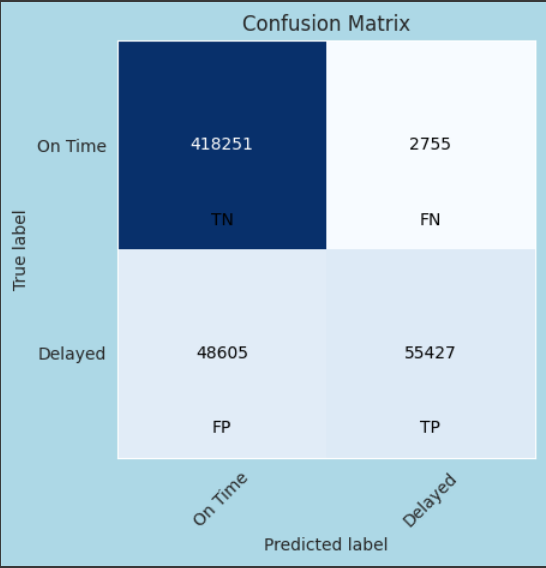 Confusion Matrix
On Time
418251
2755
TN
FN
True label
Delayed
48605
55427
FP
TP
On Time
Delayed
Predicted label